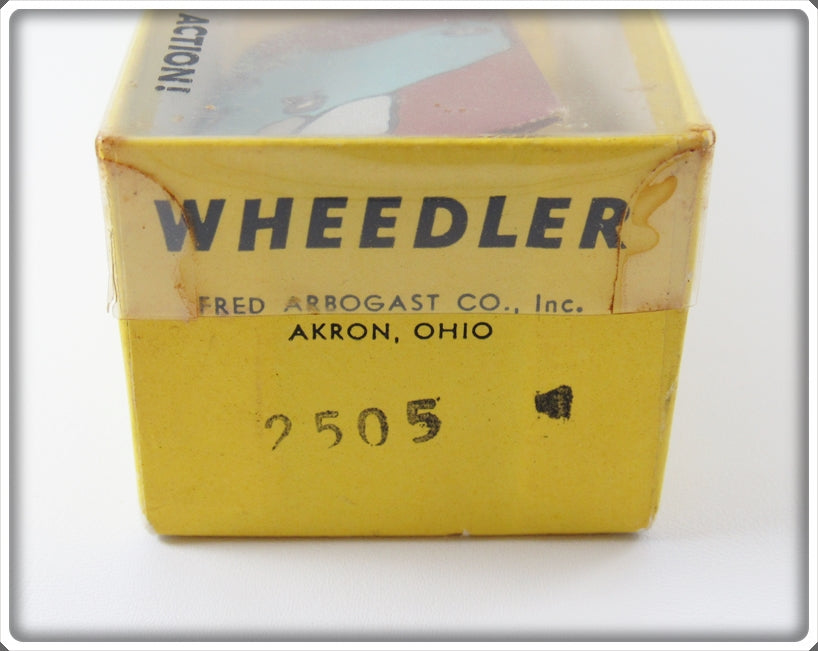 ACTION!
WHEEDLER
FRED ARBOGAST CO., Inc.
AKRON, OHIO
2505